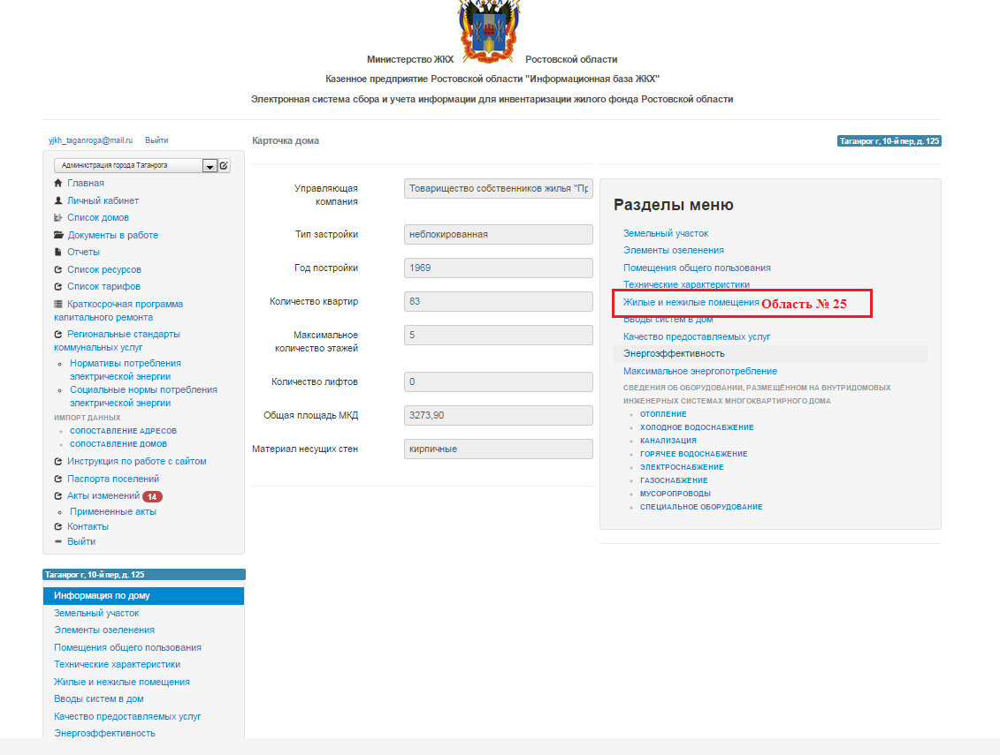 Министерство ЖКХ Ростовской области
Казенное предприятие Ростовской области "Информационная база ЖКХ"
Электронная система сбора и учета информации для инвентаризации жилого фонда Ростовской области
yjkh_taganroga@mail.ru Выйти
Администрация города Таганрога
Главная
Личный кабинет
Список домов
Документы в работе
Отчеты
Список ресурсов
Список тарифов
Краткосрочная программа
капитального ремонта
Региональные стандарты
коммунальных услуг
Нормативы потребления
электрической энергии
Социальные нормы потребления
электрической энергии
ИМПОРТ ДАННЫХ
СОПОСТАВЛЕНИЕ АДРЕСОВ
СОПОСТАВЛЕНИЕ ДОМОВ
Инструкция по работе с сайтом
Паспорта поселений
Акты изменений 14
Примененные акты
Контакты
Выйти
Таганрог г, 10-й пер, д. 125
Информация по дому
Земельный участок
Элементы озеленения
Помещения общего пользования
Технические характеристики
Жилые и нежилые помещения
Вводы систем в дом
Качество предоставляемых услуг
Энергоэффективность
Карточка дома
Управляющая
компания
Товарищество собственников жилья "Пр
Тип застройки неблокированная
Год постройки 1969
Количество квартир 83
Максимальное
количество этажей
5
Количество лифтов 0
Общая площадь МКД 3273,90
Материал несущих стен кирпичные
Таганрог г, 10-й пер, д. 125
Разделы меню
Земельный участок
Элементы озеленения
Помещения общего пользования
Технические характеристики
Жилые и нежилые помещения Область № 25
Вводы систем в дом
Качество предоставляемых услуг
Энергоэффективность
Максимальное энергопотребление
СВЕДЕНИЯ ОБ ОБОРУДОВАНИИ, РАЗМЕЩЁННОМ НА ВНУТРИДОМОВЫХ
ИНЖЕНЕРНЫХ СИСТЕМАХ МНОГОКВАРТИРНОГО ДОМА
ОТОПЛЕНИЕ
ХОЛОДНОЕ ВОДОСНАБЖЕНИЕ
КАНАЛИЗАЦИЯ
ГОРЯЧЕЕ ВОДОСНАБЖЕНИЕ
ЭЛЕКТРОСНАБЖЕНИЕ
ГАЗОСНАБЖЕНИЕ
МУСОРОПРОВОДЫ
СПЕЦИАЛЬНОЕ ОБОРУДОВАНИЕ